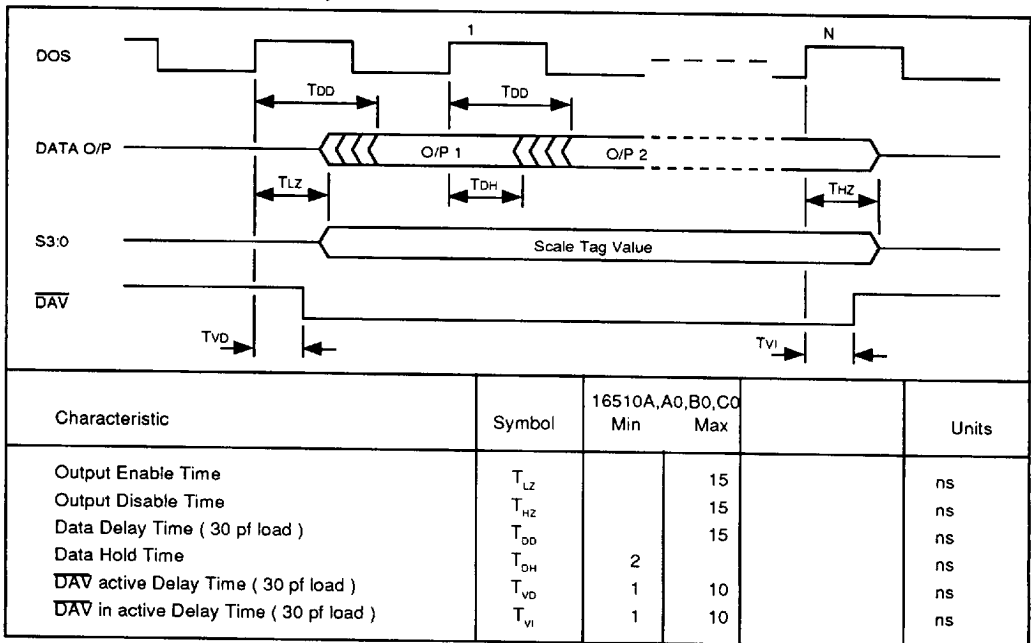 1 N
DOS
TDD TDD
DATA O/P O/P 1 O/P 2
TLZ TDH THZ
S3:0 Scale Tag Value
DAV
TVD TVI
Characteristic Symbol 16510A,A0,B0,C0 Units
Min Max
Output Enable Time TLZ 15 ns
Output Disable Time THZ 15 ns
Data Delay Time ( 30 pf load ) TDD 15 ns
Data Hold Time TDH 2 ns
DAV active Delay Time ( 30 pf load ) TVD 1 10 ns
DAV in active Delay Time ( 30 pf load ) TVI 1 10 ns